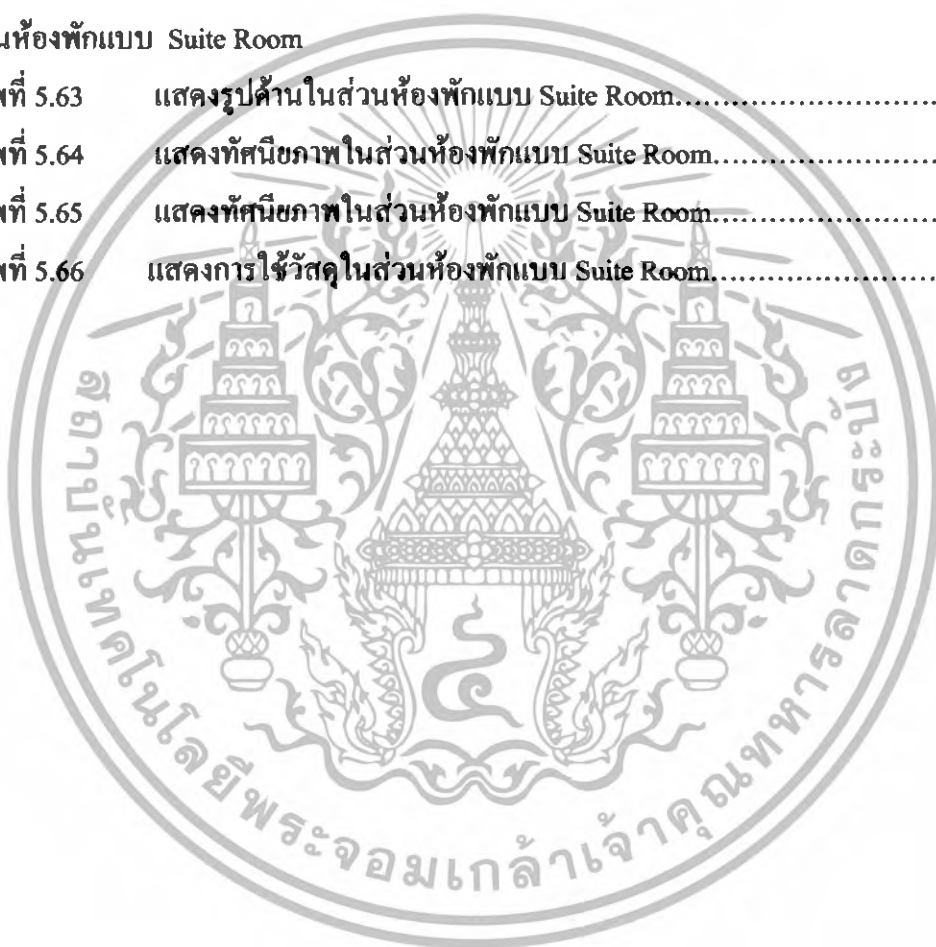 นห้องพักแบบ Suite Room
พที่ 5.63 แสดงรูปด้านในส่วนห้องพักแบบ Suite Room..............................
พที่ 5.64 แสดงทัศนียภาพในส่วนห้องพักแบบ Suite Room..............................
พที่ 5.65 แสดงทัศนียภาพในส่วนห้องพักแบบ Suite Room..............................
พที่ 5.66 แสดงการใช้วัสดุในส่วนห้องพักแบบ Suite Room..............................
สถาบันเทคโนโลยีพระจอมเกล้าเจ้าคุณทหารลาดกระบัง
๔